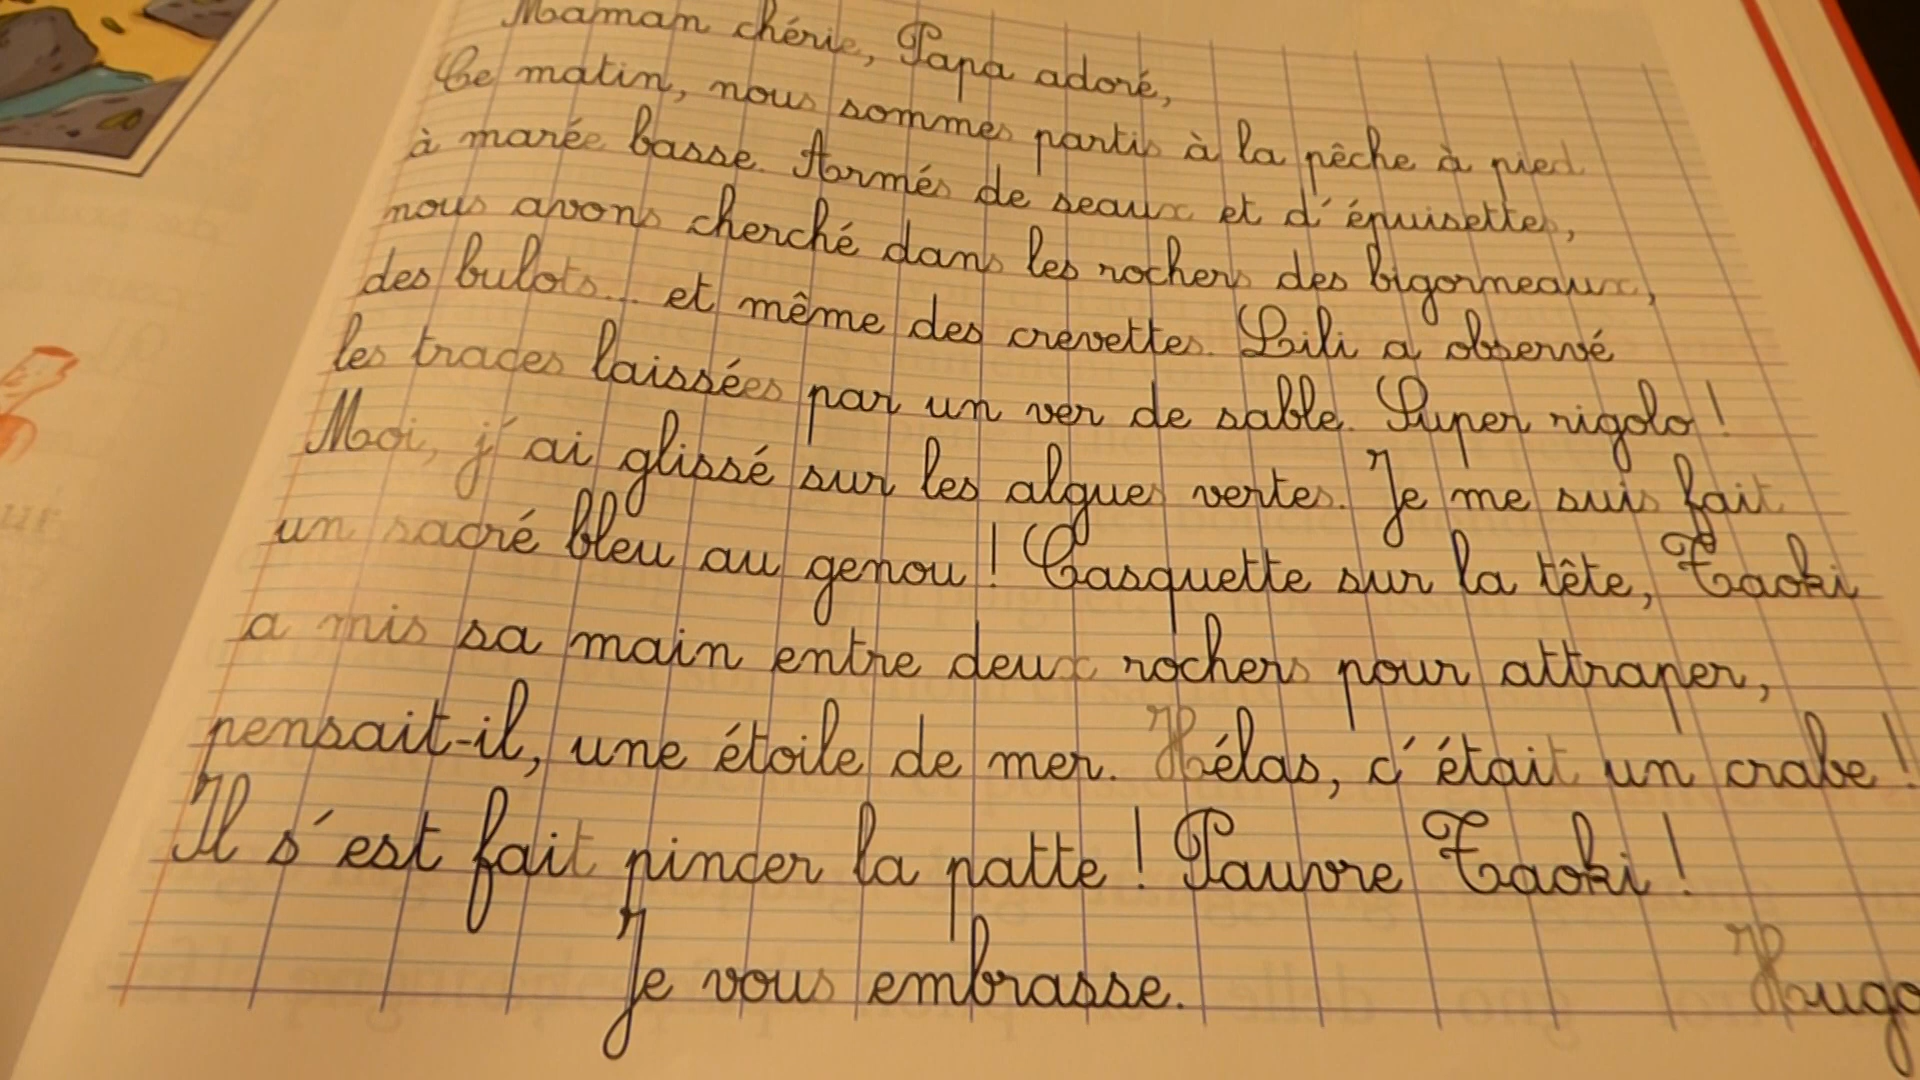 Maman chérie, Papa adoré,
Ce matin, nous sommes partis à la pêche à pied
à marée basse. Armés de seaux et d'épuisettes,
nous avons cherché dans les rochers des bigorneaux,
des bulots... et même des crevettes. Lili a observé
les traces laissées par un ver de sable. Super rigolo !
Moi, j'ai glissé sur les algues vertes. Je me suis fait
un sacré bleu au genou ! Casquette sur la tête, Taoki
a mis sa main entre deux rochers pour attraper,
pensait-il, une étoile de mer. Hélas, c'était un crabe !
Il s'est fait pincer la patte ! Pauvre Taoki !
Je vous embrasse.
Hugo